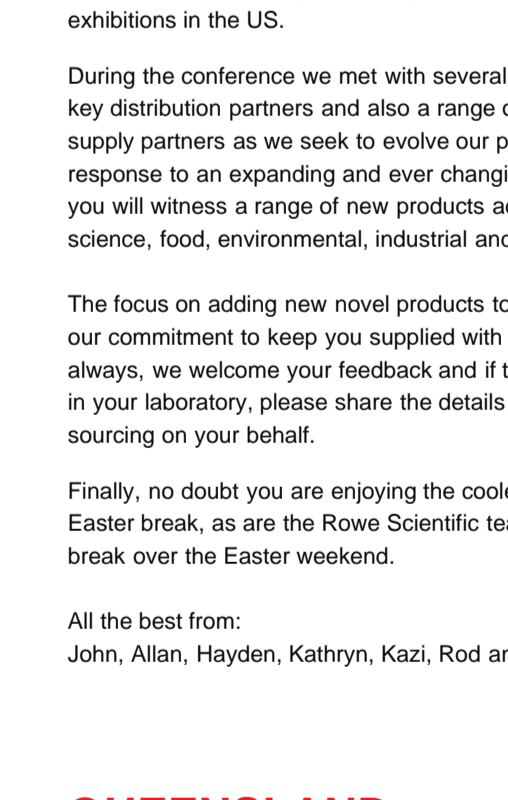 exhibitions in the US.
During the conference we met with several
key distribution partners and also a range
supply partners as we seek to evolve our
response to an expanding and ever
you will witness a range of new products
science, food, environmental, industrial
The focus on adding new novel products
our commitment to keep you supplied with
always, we welcome your feedback and if
in your laboratory, please share the details
sourcing on your behalf.
Finally, no doubt you are enjoying the
Easter break, as are the Rowe Scientific
break over the Easter weekend.
All the best from:
John, Allan, Hayden, Kathryn, Kazi, Rod